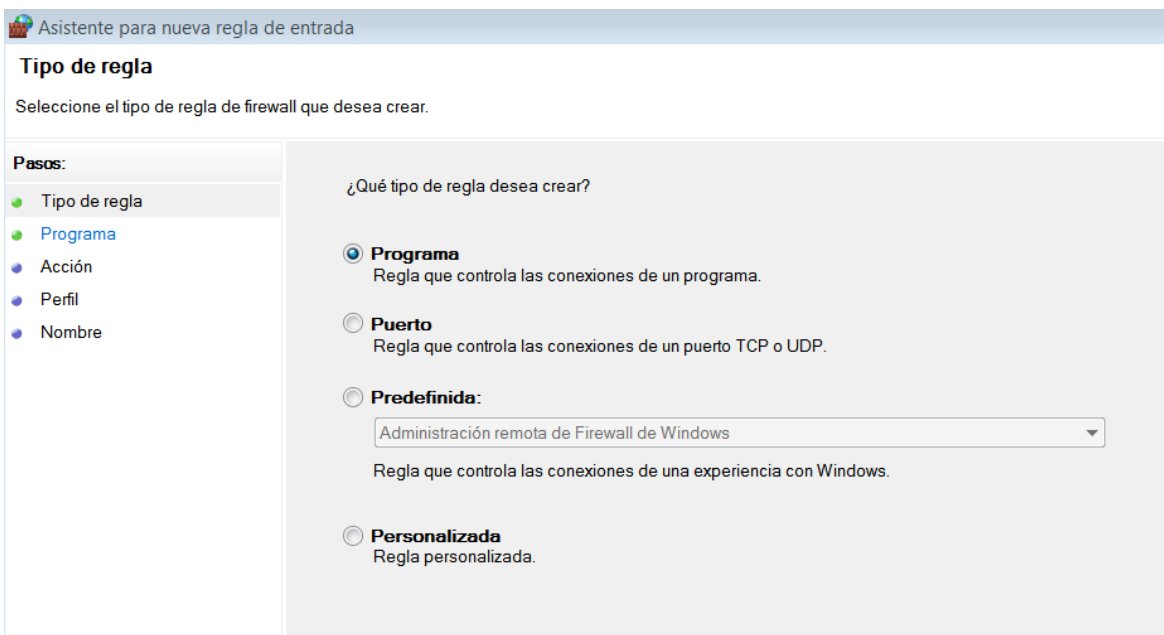 Asistente para nueva regla de entrada
Tipo de regla
Seleccione el tipo de regla de firewall que desea crear.
Pasos:
Tipo de regla
Programa
Acción
Perfil
Nombre
¿Qué tipo de regla desea crear?
Programa
Regla que controla las conexiones de un programa.
Puerto
Regla que controla las conexiones de un puerto TCP o UDP.
Predefinida:
Administración remota de Firewall de Windows
Regla que controla las conexiones de una experiencia con Windows.
Personalizada
Regla personalizada.